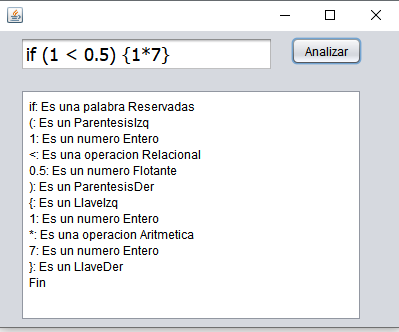 if (1 < 0.5) {1*7}
Analizar
if: Es una palabra Reservadas
(: Es un ParentesisIzq
1: Es un numero Entero
<: Es una operacion Relacional
0.5: Es un numero Flotante
): Es un ParentesisDer
{: Es un LlaveIzq
1: Es un numero Entero
*: Es una operacion Aritmetica
7: Es un numero Entero
}: Es un LlaveDer
Fin